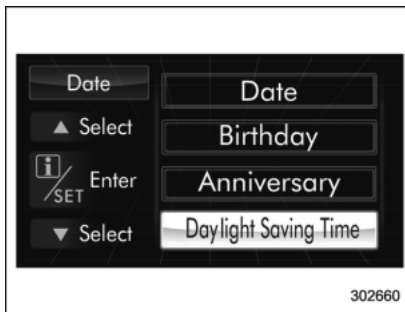 Date
▲ Select
i/SET Enter
▼ Select
Date
Birthday
Anniversary
Daylight Saving Time
302660